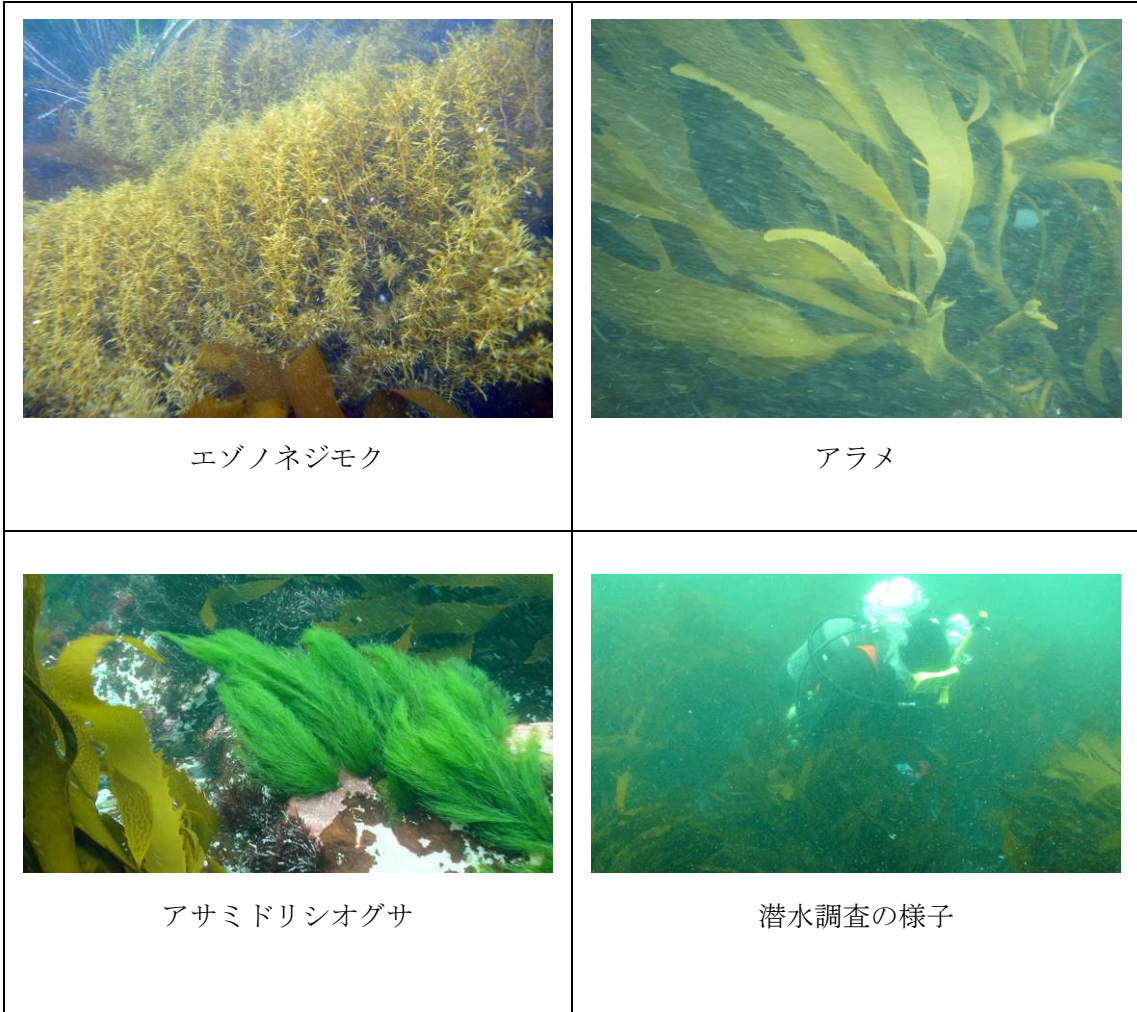 エゾノネジモク
アラメ
アサミドリシオグサ
潜水調査の様子